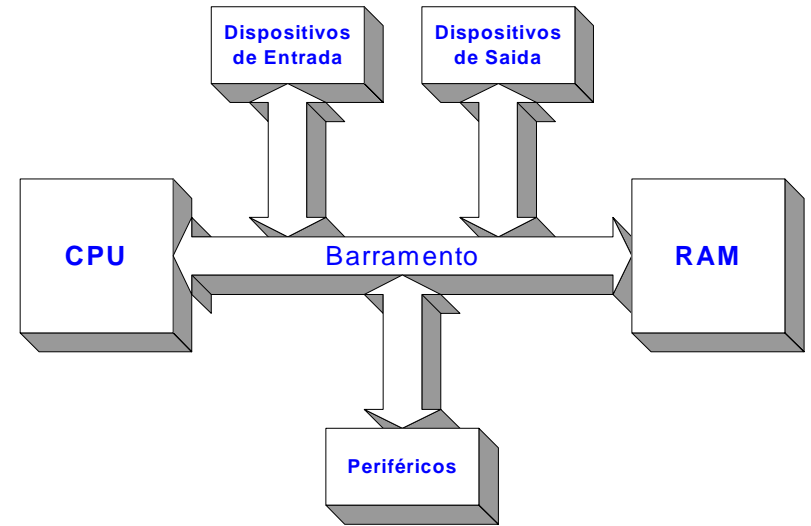 Dispositivos
de Entrada
Dispositivos
de Saida
CPU
Barramento
RAM
Periféricos